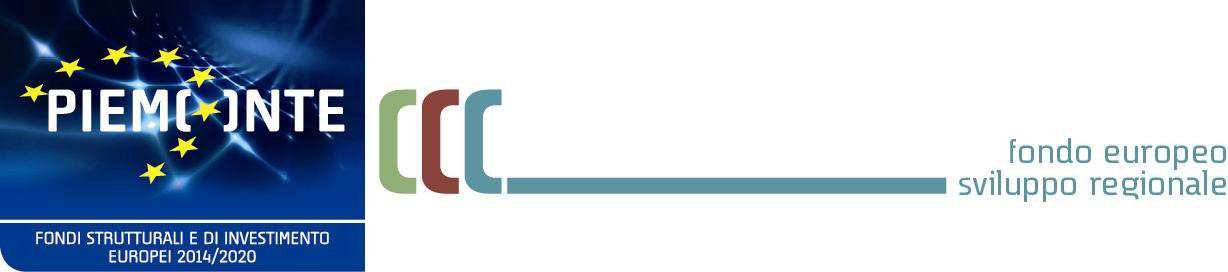 PIEMONTE
FONDI STRUTTURALI E DI INVESTIMENTO
EUROPEI 2014/2020
fondo europeo
sviluppo regionale